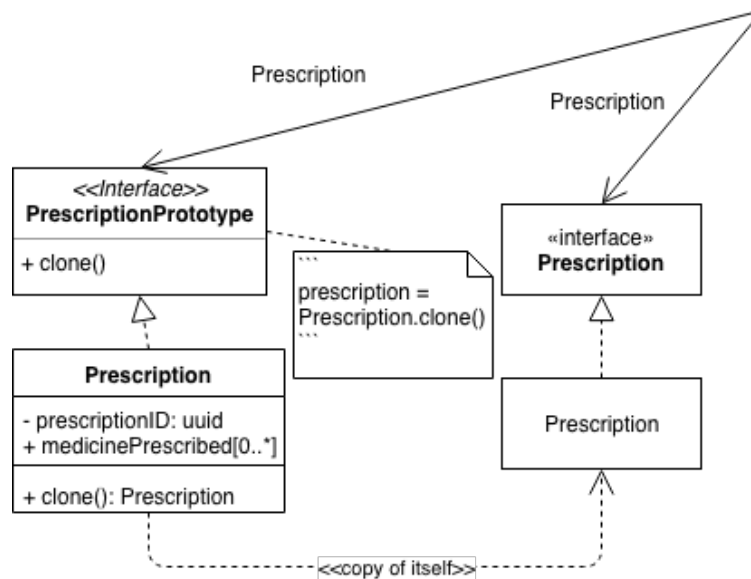 Prescription
Prescription
<<Interface>>
PrescriptionPrototype
+ clone()
```
prescription =
Prescription.clone()
```
«interface»
Prescription
Prescription
- prescriptionID: uuid
+ medicinePrescribed[0..*]
+ clone(): Prescription
Prescription
<<copy of itself>>